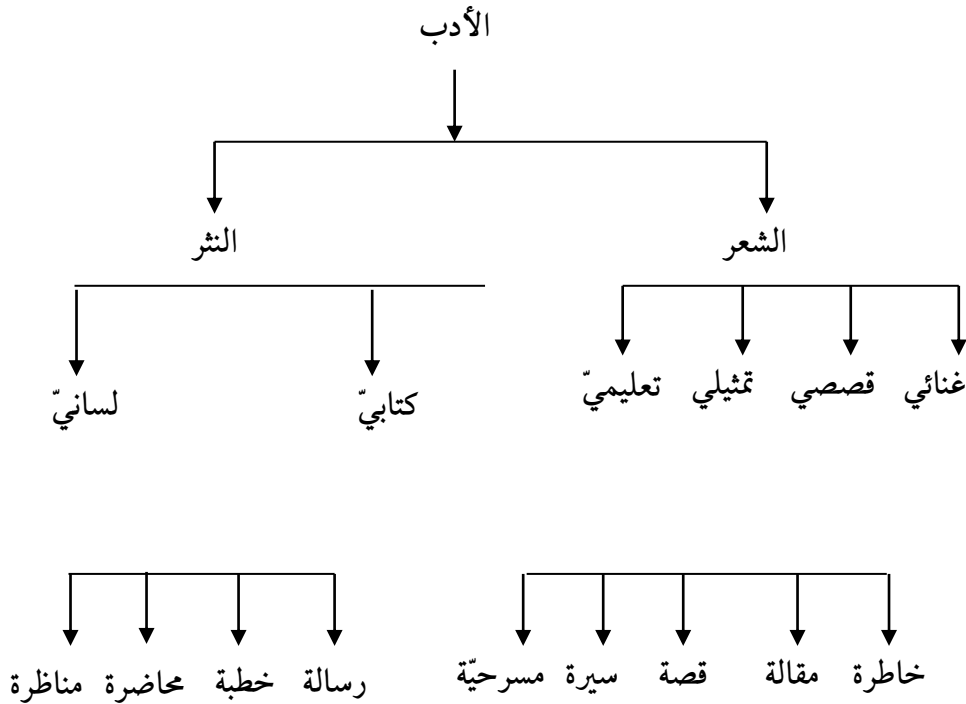 الأدب
الشعر النثر
غنائي قصصي تمثيلي تعليميّ
كتابيّ لسانيّ
خاطرة مقالة قصة سيرة مسرحيّة
رسالة خطبة محاضرة مناظرة